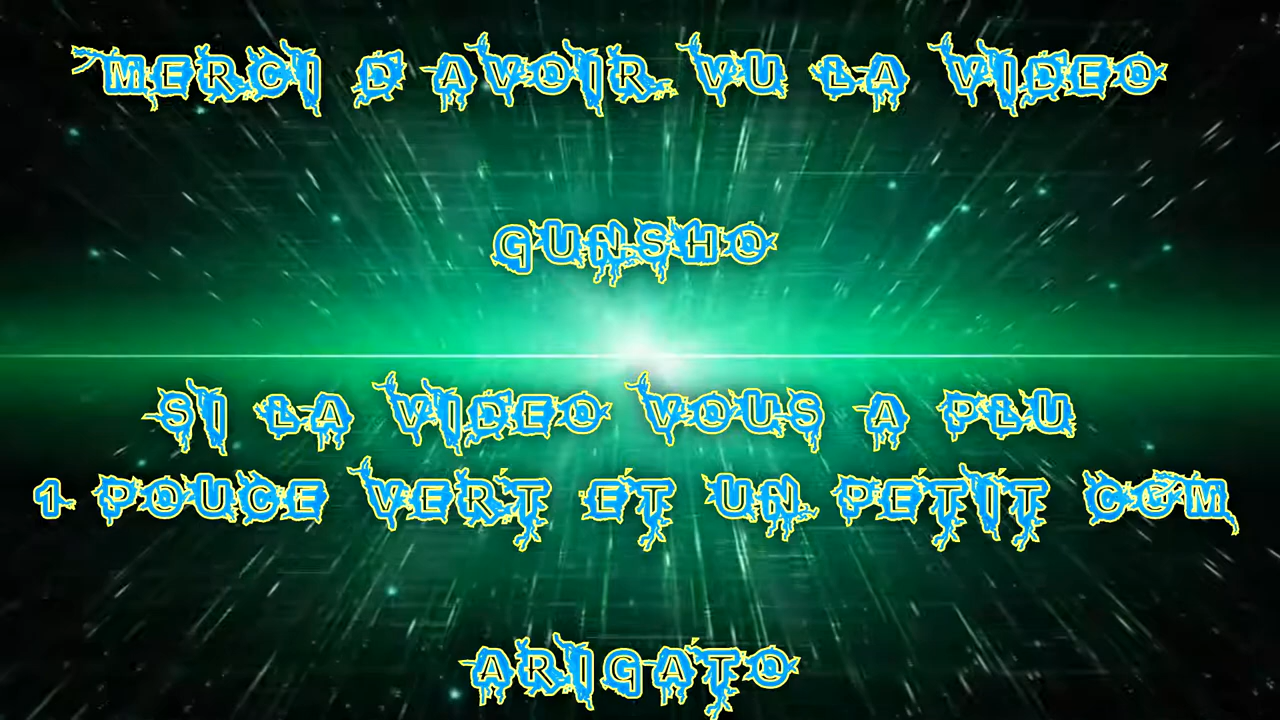 MERCI D AVOIR VU LA VIDEO
GUNSHO
SI LA VIDEO VOUS A PLU
1 POUCE VERT ET UN PETIT COM
ARIGATO